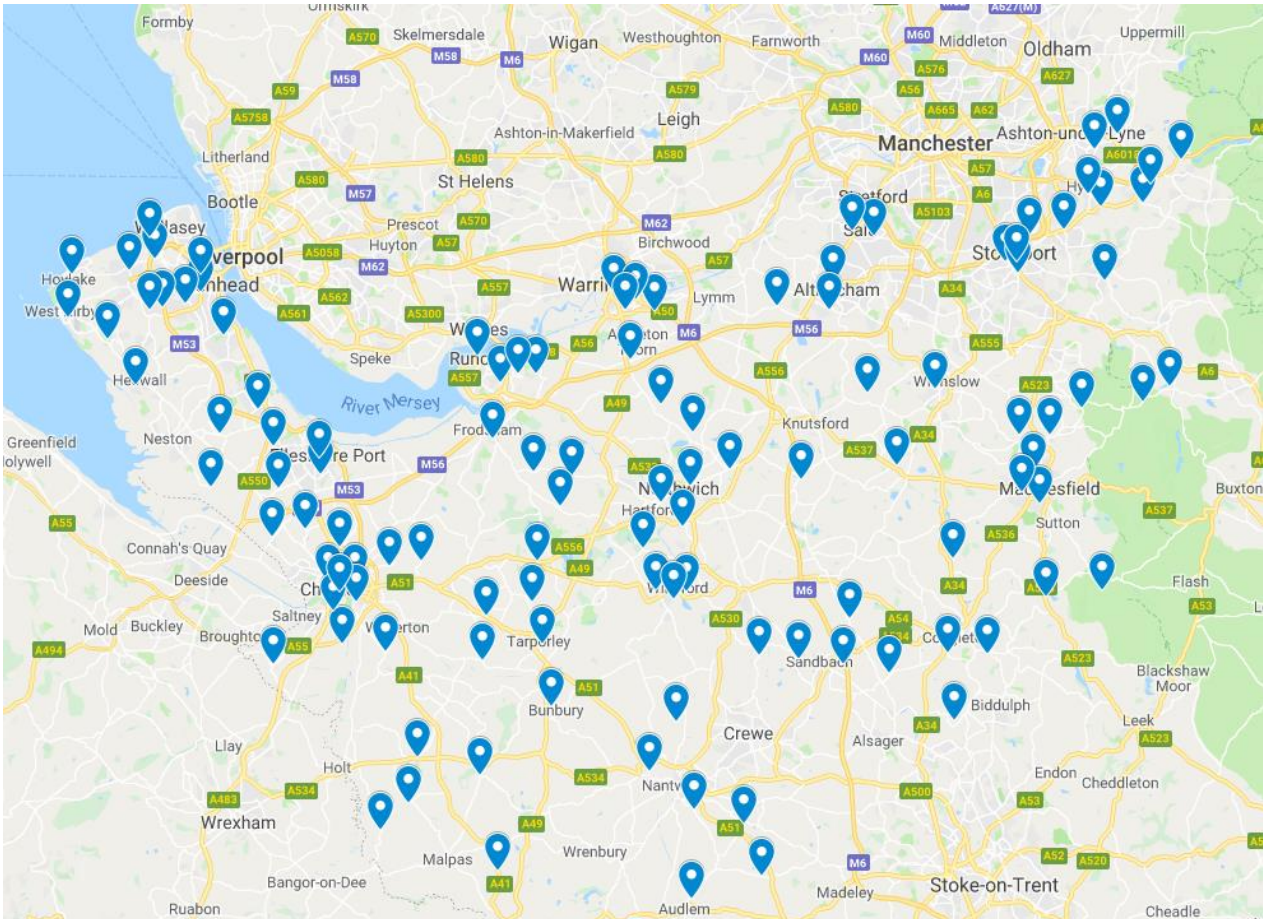 Formby
Ormskirk
Skelmersdale
Wigan
Westhoughton
Farnworth
M60
Middleton
A627(M)
Oldham
Uppermill
A570
M58
M58
M6
M60
A576
A627
A59
A579
A56
A5758
Leigh
A580
A665
A62
Ashton-in-Makerfield
Manchester
Ashton-under-Lyne
Litherland
A580
A580
A57
A580
St Helens
M57
A6
Bootle
Prescot
A570
A5103
M62
Huyton
A57
Birchwood
A5058
M62
A57
Hoylake
A557
Lymm
Altrincham
A34
A562
A50
West Kirby
A561
A5300
M56
M6
M53
A56
A555
Speke
A557
A556
A6
A523
River Mersey
A49
Knutsford
Greenfield
Neston
Frodsham
A34
A537
Ellesmere Port
M56
A550
M53
Northwich
Macclesfield
Buxton
A537
A55
Hartford
Sutton
Connah's Quay
A556
A536
Deeside
A51
A49
A34
Flash
M6
A53
Saltney
Mold
Buckley
Broughton
A55
Tarporley
A530
A54
A534
A494
Sandbach
A523
Blackshaw
Moor
A41
A51
Bunbury
Biddulph
Leek
Crewe
A34
Llay
Alsager
A523
Holt
A534
Endon
Cheddleton
A483
A534
A500
A53
Wrexham
A51
A49
Malpas
Wrenbury
M6
A52
A520
Bangor-on-Dee
A41
Stoke-on-Trent
Madeley
Ruabon
Audlem
Cheadle